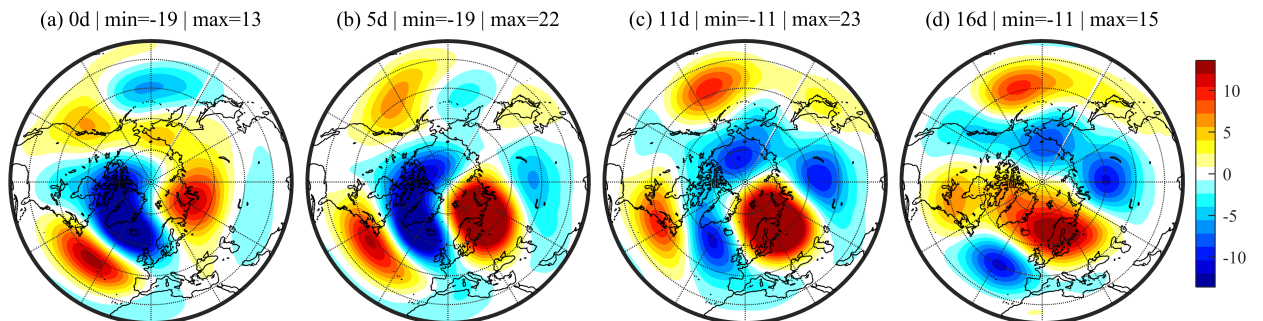 (a) 0d | min=-19 | max=13
(b) 5d | min=-19 | max=22
(c) 11d | min=-11 | max=23
(d) 16d | min=-11 | max=15
10
5
0
-5
-10